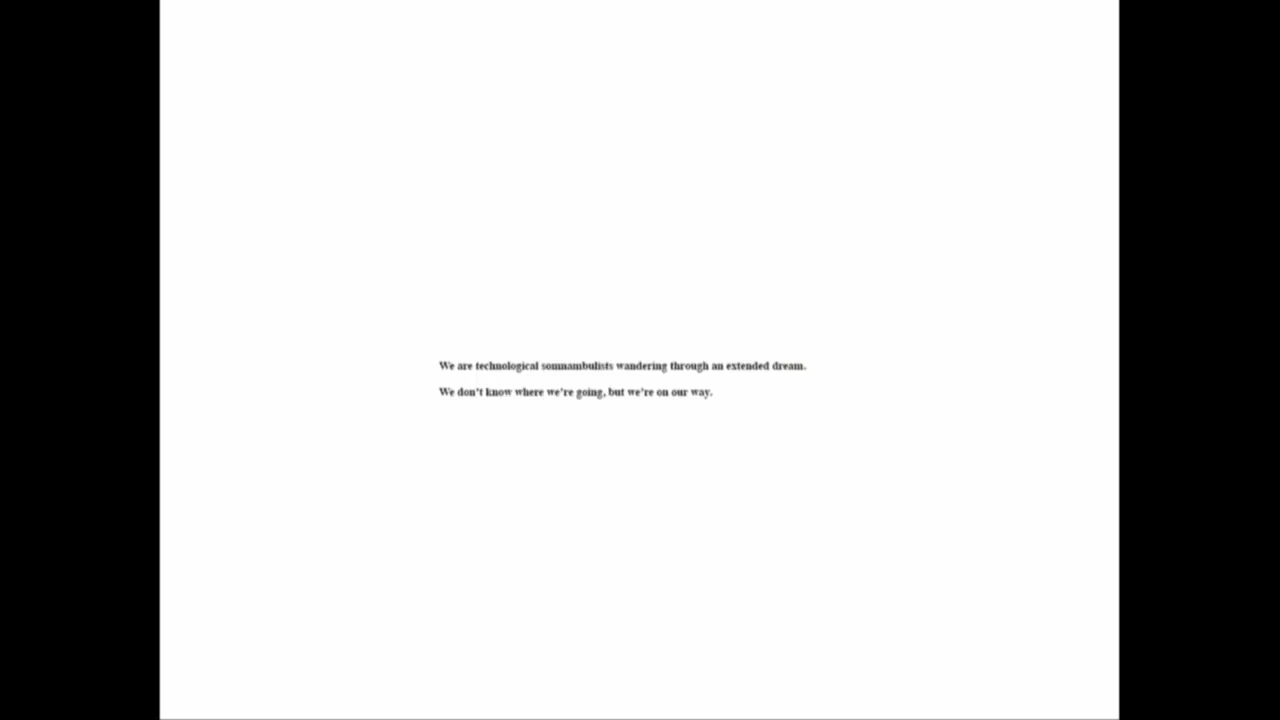 We are technological somnambulists wandering through an extended dream.
We don't know where we're going, but we're on our way.